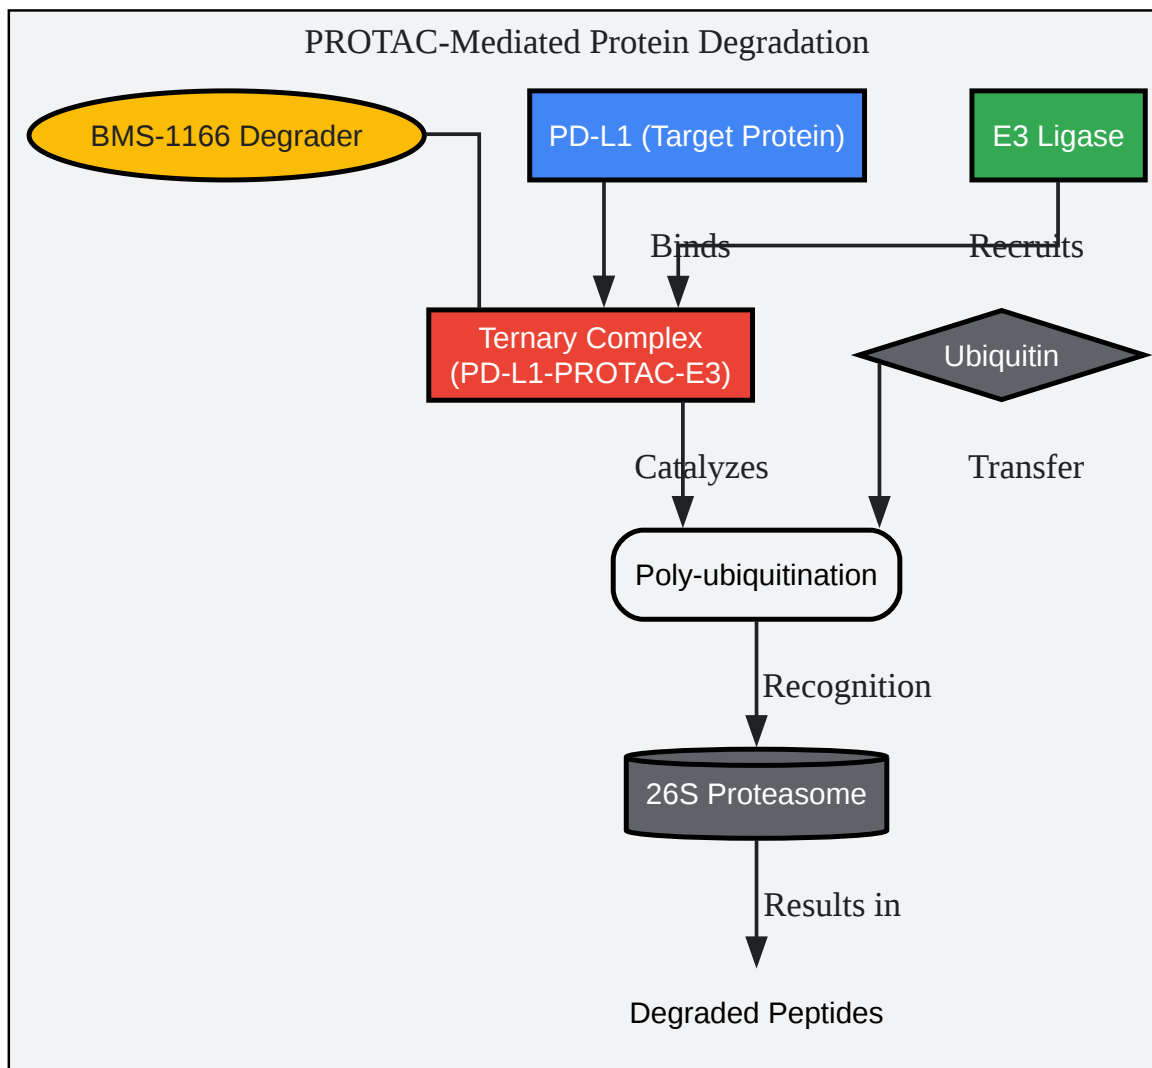 PROTAC-Mediated Protein Degradation
BMS-1166 Degrader
PD-L1 (Target Protein)
E3 Ligase
Binds
Recruits
Ternary Complex
(PD-L1-PROTAC-E3)
Ubiquitin
Catalyzes
Transfer
Poly-ubiquitination
Recognition
26S Proteasome
Results in
Degraded Peptides